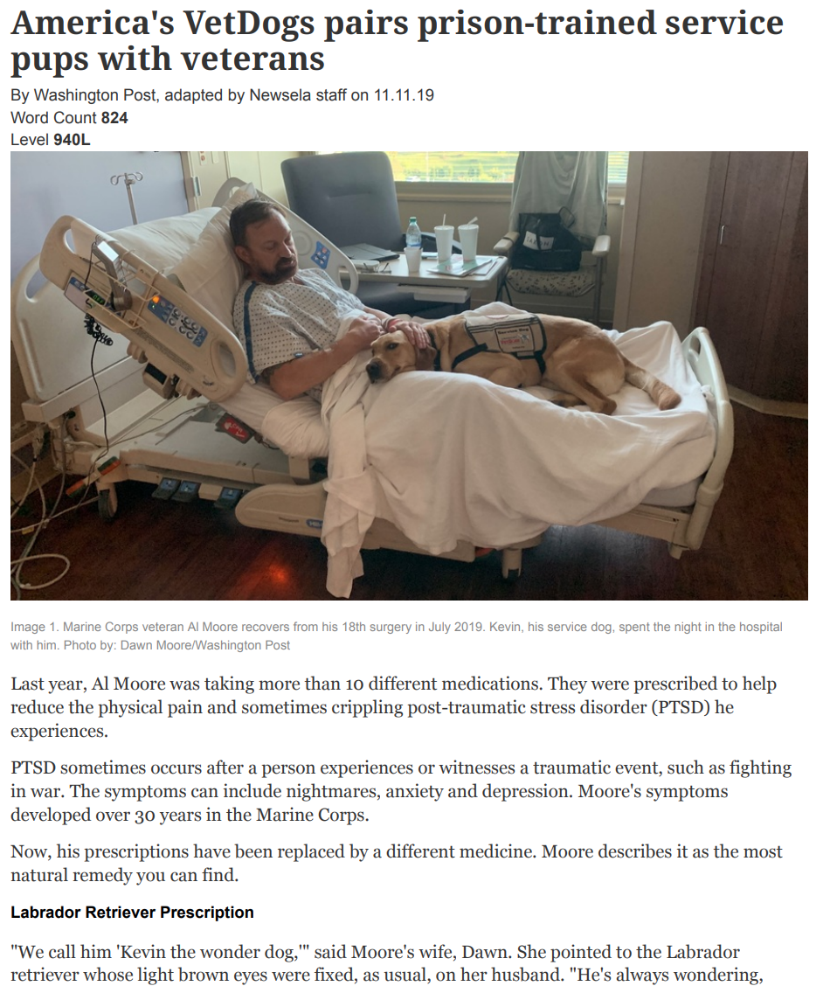 America's VetDogs pairs prison-trained service
pups with veterans
By Washington Post, adapted by Newsela staff on 11.11.19
Word Count 824
Level 940L
Image 1. Marine Corps veteran Al Moore recovers from his 18th surgery in July 2019. Kevin, his service dog, spent the night in the hospital
with him. Photo by: Dawn Moore/Washington Post
Last year, Al Moore was taking more than 10 different medications. They were prescribed to help
reduce the physical pain and sometimes crippling post-traumatic stress disorder (PTSD) he
experiences.
PTSD sometimes occurs after a person experiences or witnesses a traumatic event, such as fighting
in war. The symptoms can include nightmares, anxiety and depression. Moore's symptoms
developed over 30 years in the Marine Corps.
Now, his prescriptions have been replaced by a different medicine. Moore describes it as the most
natural remedy you can find.
Labrador Retriever Prescription
"We call him 'Kevin the wonder dog,'" said Moore's wife, Dawn. She pointed to the Labrador
retriever whose light brown eyes were fixed, as usual, on her husband. "He's always wondering,